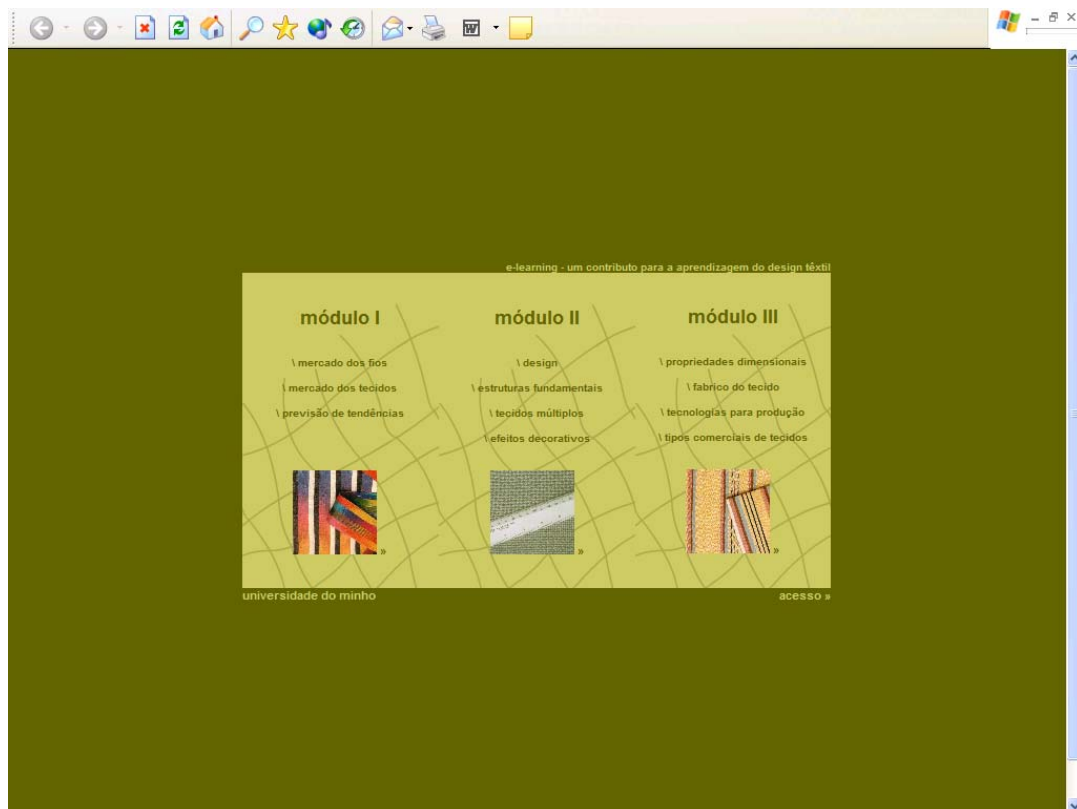 e-learning - um contributo para a aprendizagem do design têxtil
módulo I
\ mercado dos fios
\ mercado dos tecidos
\ previsão de tendências
»
módulo II
\ design
\ estruturas fundamentais
\ tecidos múltiplos
\ efeitos decorativos
»
módulo III
\ propriedades dimensionais
\ fabrico do tecido
\ tecnologias para produção
\ tipos comerciais de tecidos
»
universidade do minho
acesso »